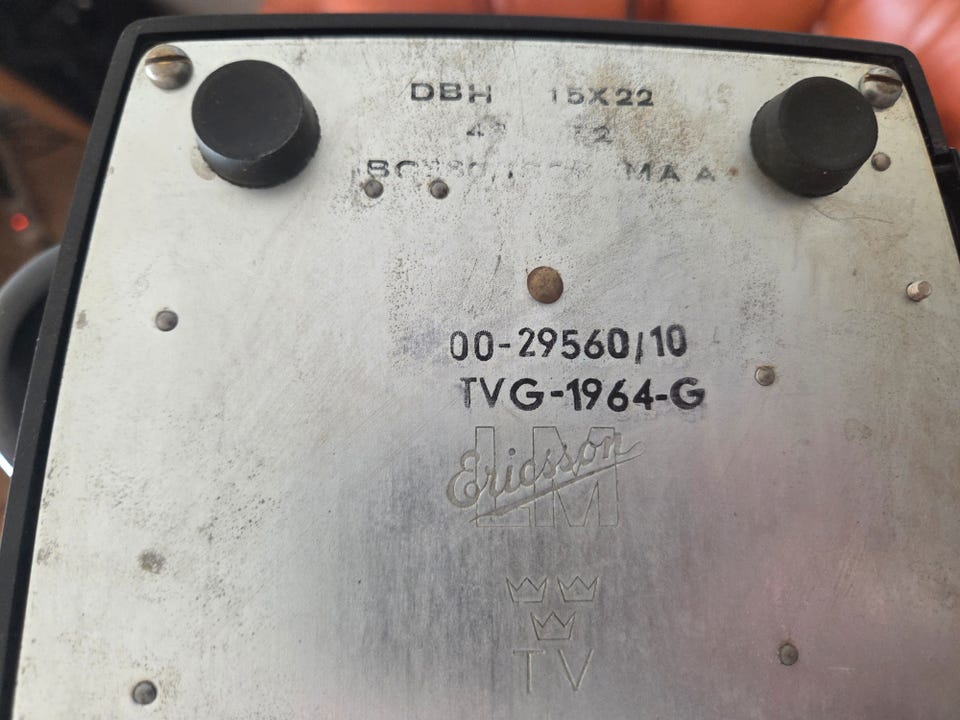 DBH 15X22
00-29560/10
TVG-1964-G
LM
Ericsson
TV